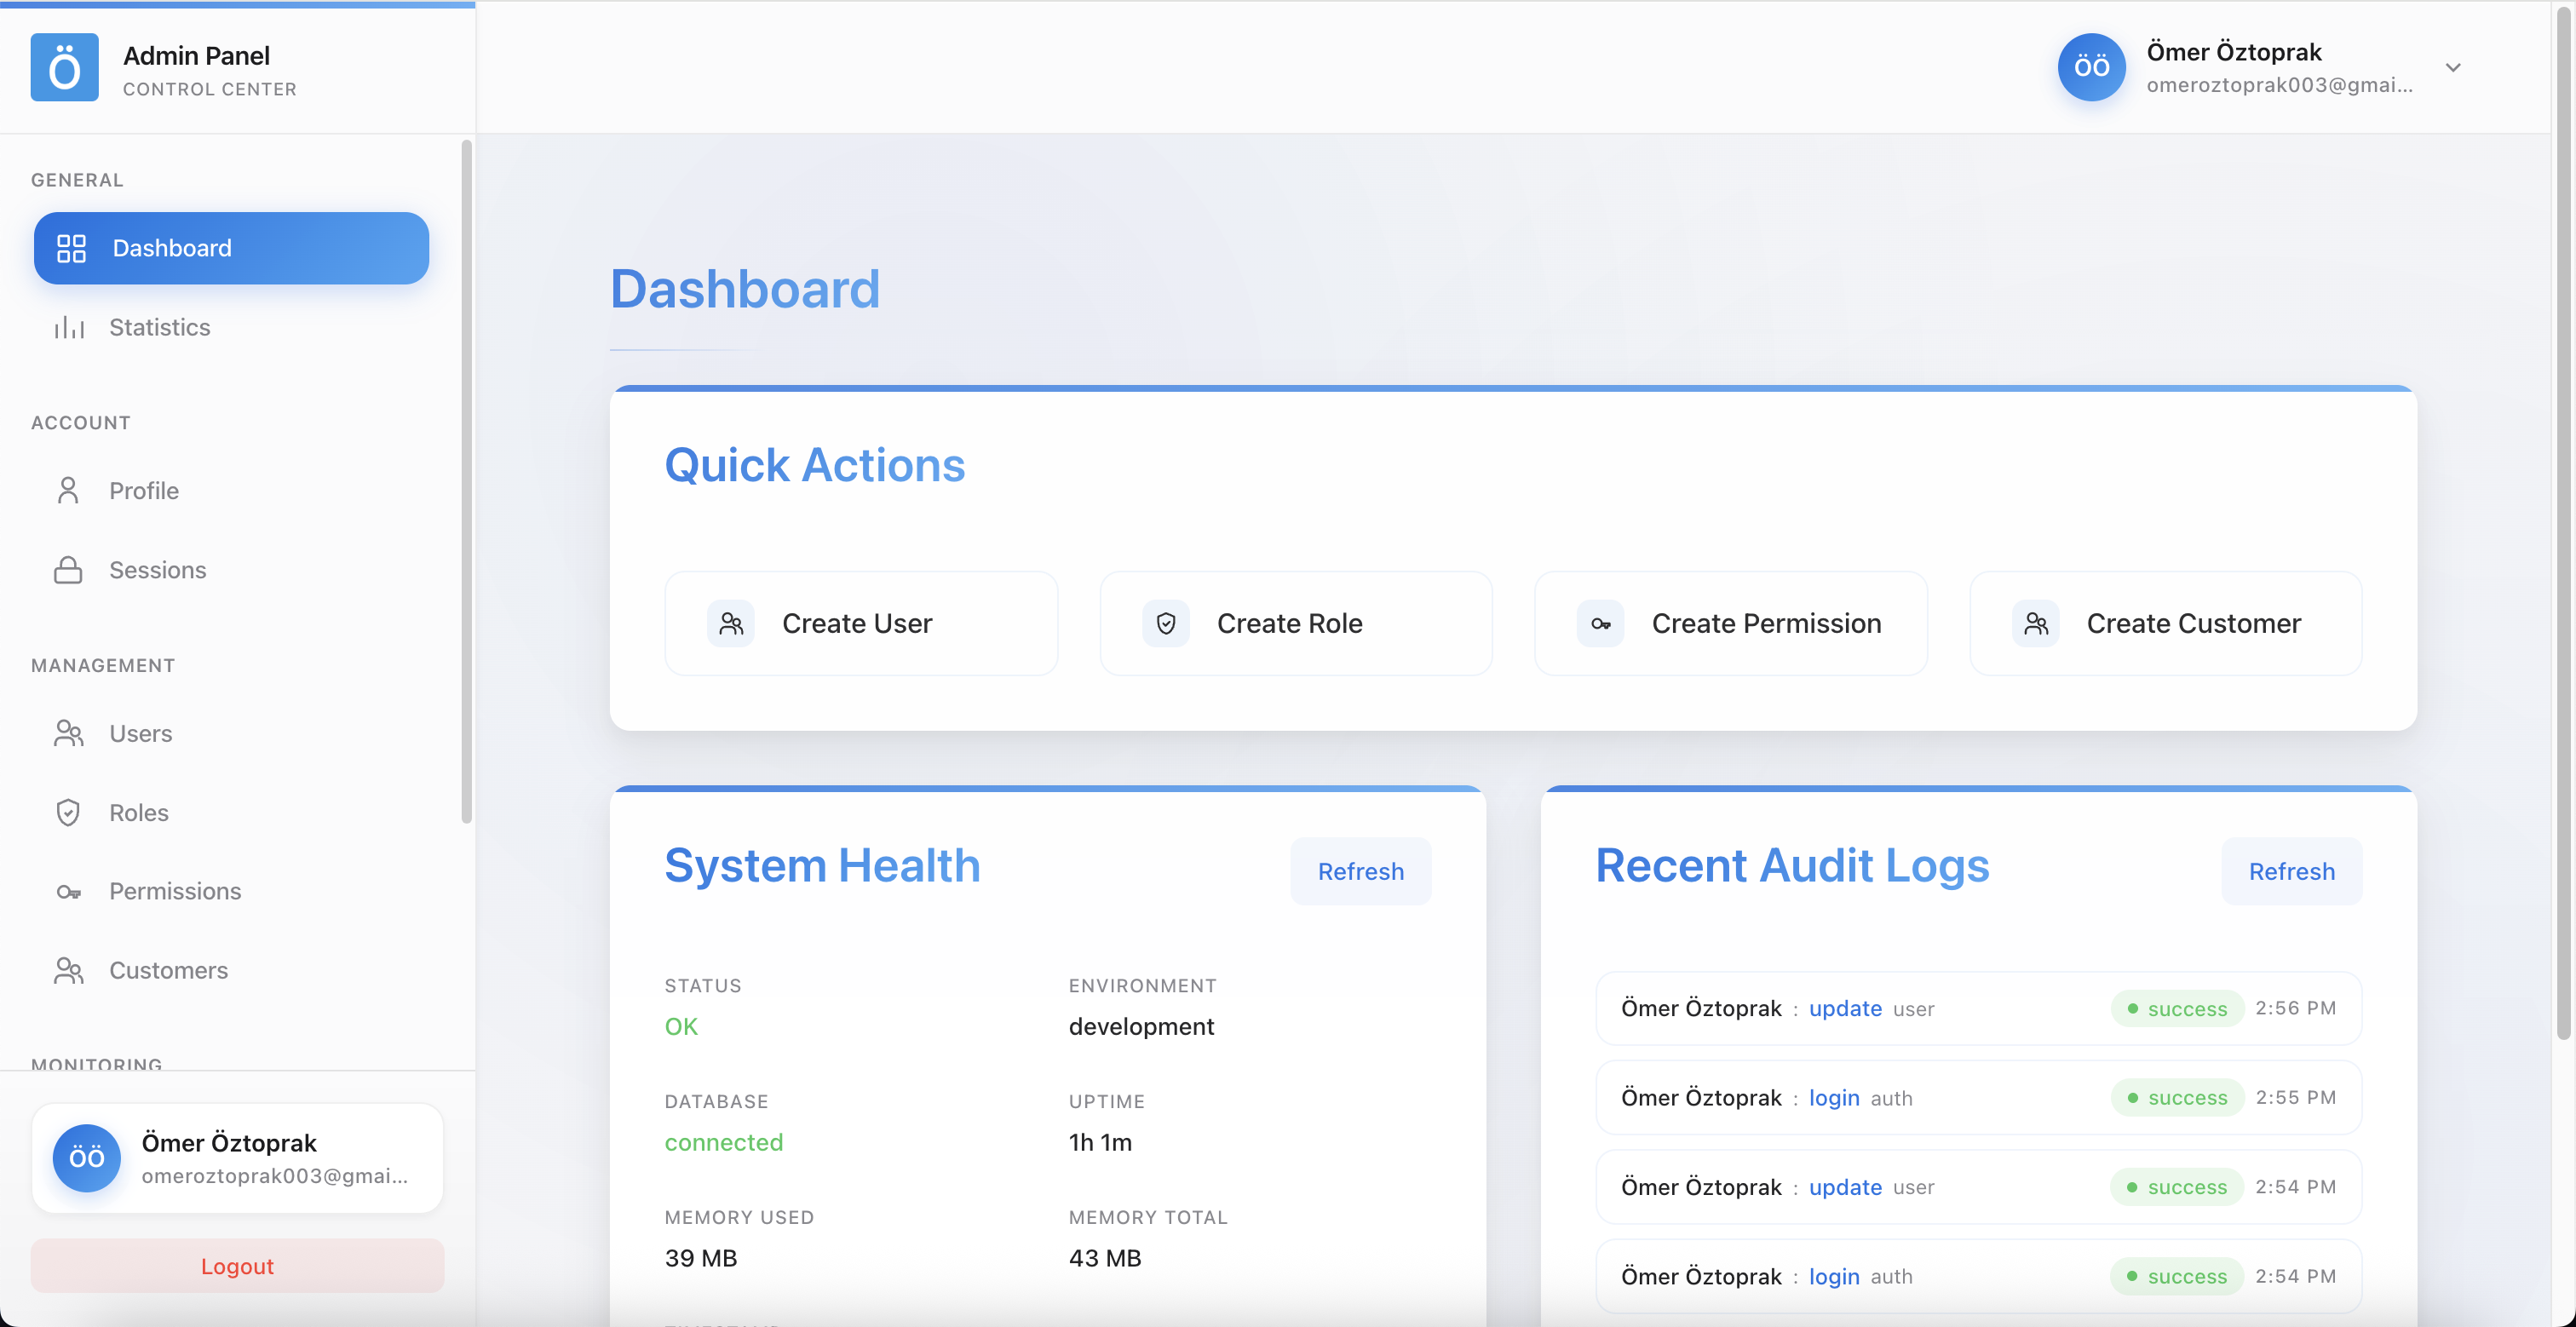 Ö
Admin Panel
CONTROL CENTER
ÖÖ
Ömer Öztoprak
omeroztoprak003@gmai...
GENERAL
Dashboard
Statistics
ACCOUNT
Profile
Sessions
MANAGEMENT
Users
Roles
Permissions
Customers
MONITORING
ÖÖ
Ömer Öztoprak
omeroztoprak003@gmai...
Logout
Dashboard
Quick Actions
Create User
Create Role
Create Permission
Create Customer
System Health
Refresh
STATUS
OK
ENVIRONMENT
development
DATABASE
connected
UPTIME
1h 1m
MEMORY USED
39 MB
MEMORY TOTAL
43 MB
Recent Audit Logs
Refresh
Ömer Öztoprak : update user success 2:56 PM
Ömer Öztoprak : login auth success 2:55 PM
Ömer Öztoprak : update user success 2:54 PM
Ömer Öztoprak : login auth success 2:54 PM